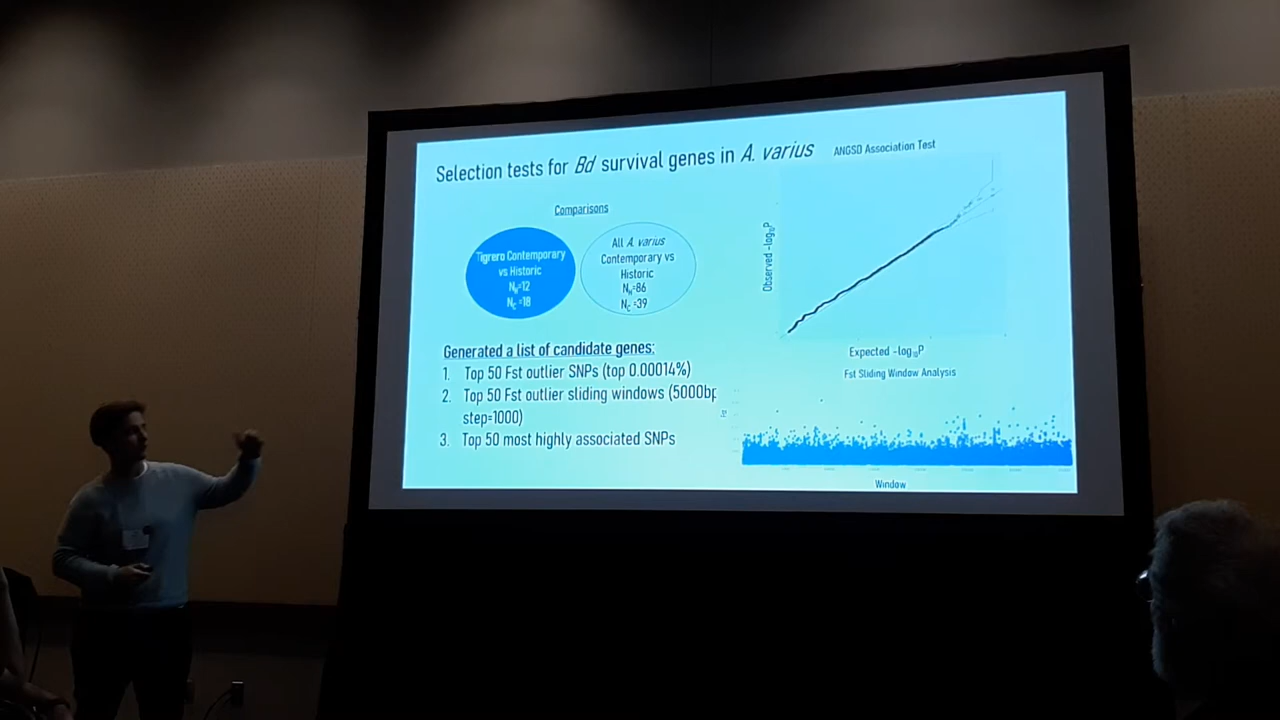 Selection tests for Bd survival genes in A. varius
ANGSD Association Test
Comparisons
Tigrero Contemporary
vs Historic
NH=12
NC=18
All A. varius
Contemporary vs
Historic
NH=86
NC=39
Generated a list of candidate genes:
1. Top 50 Fst outlier SNPs (top 0.00014%)
2. Top 50 Fst outlier sliding windows (5000bp
step=1000)
3. Top 50 most highly associated SNPs
Observed -log10P
Expected -log10P
Fst Sliding Window Analysis
Window